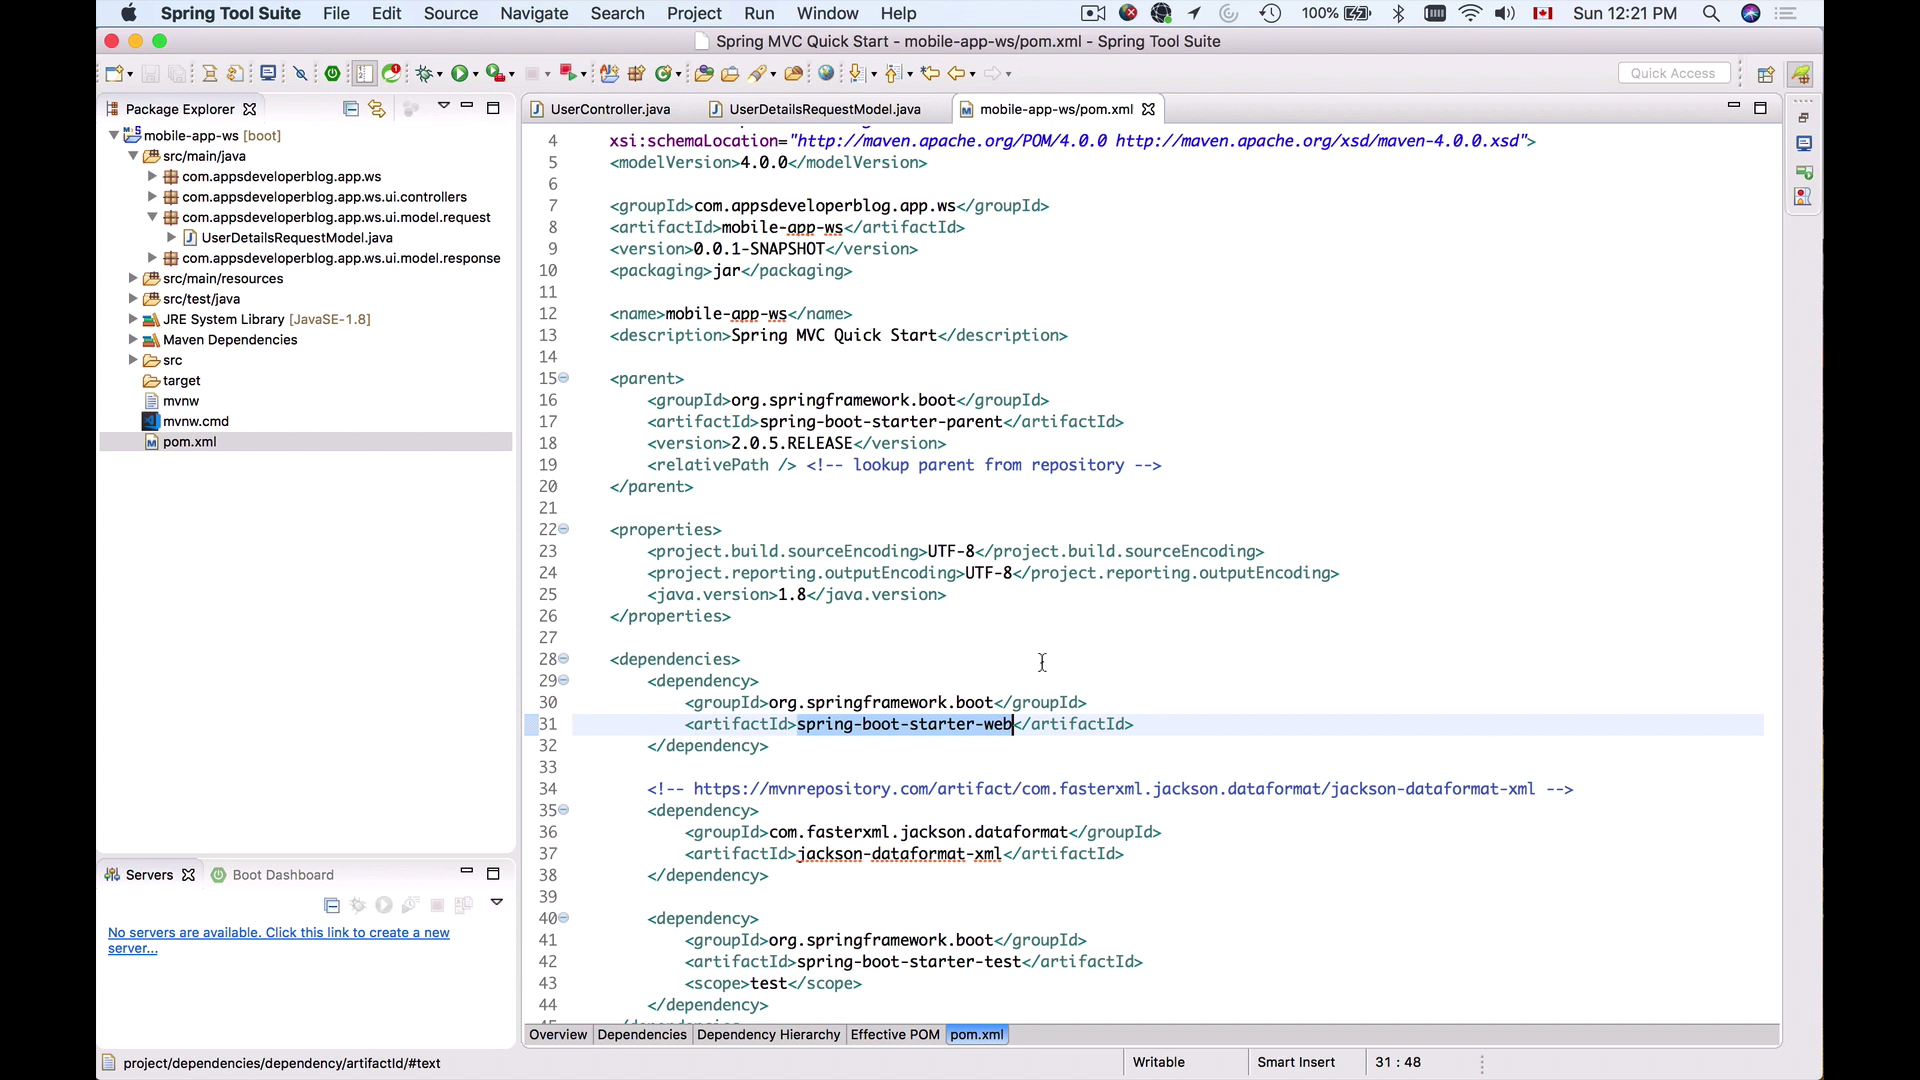 Spring Tool Suite File Edit Source Navigate Search Project Run Window Help 100% Sun 12:21 PM
Spring MVC Quick Start - mobile-app-ws/pom.xml - Spring Tool Suite
Quick Access
Package Explorer
mobile-app-ws [boot]
src/main/java
com.appsdeveloperblog.app.ws
com.appsdeveloperblog.app.ws.ui.controllers
com.appsdeveloperblog.app.ws.ui.model.request
UserDetailsRequestModel.java
com.appsdeveloperblog.app.ws.ui.model.response
src/main/resources
src/test/java
JRE System Library [JavaSE-1.8]
Maven Dependencies
src
target
mvnw
mvnw.cmd
pom.xml
Servers Boot Dashboard
No servers are available. Click this link to create a new
server...
UserController.java UserDetailsRequestModel.java mobile-app-ws/pom.xml
4 xsi:schemaLocation="http://maven.apache.org/POM/4.0.0 http://maven.apache.org/xsd/maven-4.0.0.xsd">
5 <modelVersion>4.0.0</modelVersion>
6
7 <groupId>com.appsdeveloperblog.app.ws</groupId>
8 <artifactId>mobile-app-ws</artifactId>
9 <version>0.0.1-SNAPSHOT</version>
10 <packaging>jar</packaging>
11
12 <name>mobile-app-ws</name>
13 <description>Spring MVC Quick Start</description>
14
15 <parent>
16 <groupId>org.springframework.boot</groupId>
17 <artifactId>spring-boot-starter-parent</artifactId>
18 <version>2.0.5.RELEASE</version>
19 <relativePath /> <!-- lookup parent from repository -->
20 </parent>
21
22 <properties>
23 <project.build.sourceEncoding>UTF-8</project.build.sourceEncoding>
24 <project.reporting.outputEncoding>UTF-8</project.reporting.outputEncoding>
25 <java.version>1.8</java.version>
26 </properties>
27
28 <dependencies>
29 <dependency>
30 <groupId>org.springframework.boot</groupId>
31 <artifactId>spring-boot-starter-web</artifactId>
32 </dependency>
33
34 <!-- https://mvnrepository.com/artifact/com.fasterxml.jackson.dataformat/jackson-dataformat-xml -->
35 <dependency>
36 <groupId>com.fasterxml.jackson.dataformat</groupId>
37 <artifactId>jackson-dataformat-xml</artifactId>
38 </dependency>
39
40 <dependency>
41 <groupId>org.springframework.boot</groupId>
42 <artifactId>spring-boot-starter-test</artifactId>
43 <scope>test</scope>
44 </dependency>
Overview Dependencies Dependency Hierarchy Effective POM pom.xml
project/dependencies/dependency/artifactId/#text Writable Smart Insert 31 : 48